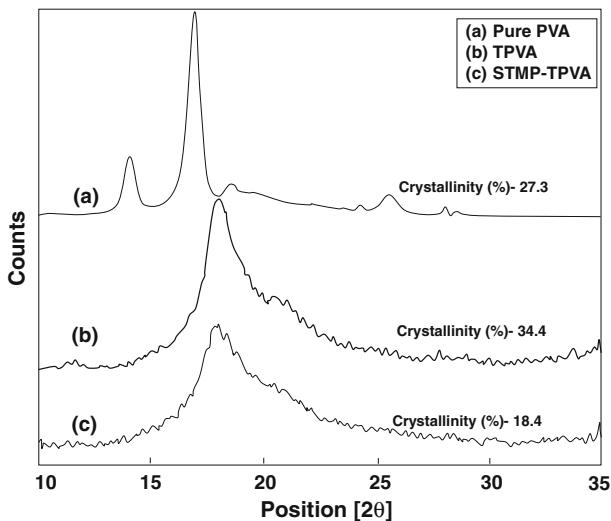 (a) Pure PVA
(b) TPVA
(c) STMP-TPVA
(a)
Crystallinity (%)- 27.3
(b)
Crystallinity (%)- 34.4
(c)
Crystallinity (%)- 18.4
Counts
10 15 20 25 30 35
Position [2θ]